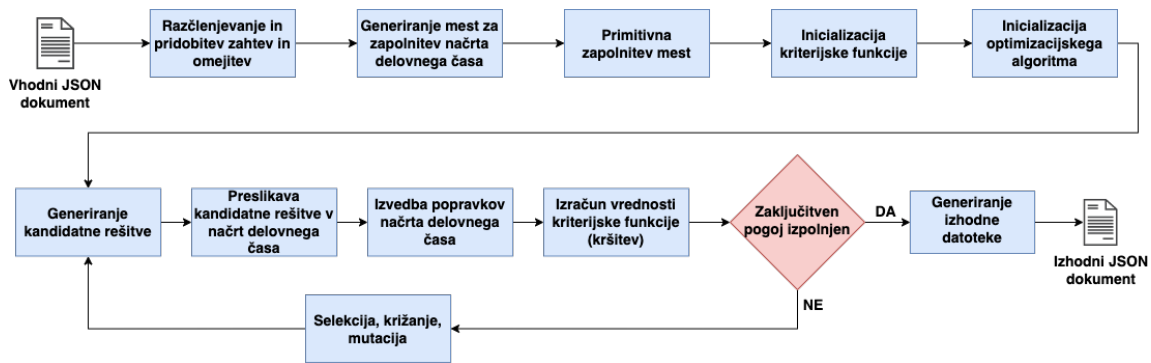 Vhodni JSON
dokument
Razčlenjevanje in
pridobitev zahtev in
omejitev
Generiranje mest za
zapolnitev načrta
delovnega časa
Primitivna
zapolnitev mest
Inicializacija
kriterijske funkcije
Inicializacija
optimizacijskega
algoritma
Generiranje
kandidatne rešitve
Preslikava
kandidatne rešitve v
načrt delovnega
časa
Izvedba popravkov
načrta delovnega
časa
Izračun vrednosti
kriterijske funkcije
(kršitev)
Zaključitven
pogoj izpolnjen
DA
Generiranje
izhodne
datoteke
Izhodni JSON
dokument
NE
Selekcija, križanje,
mutacija